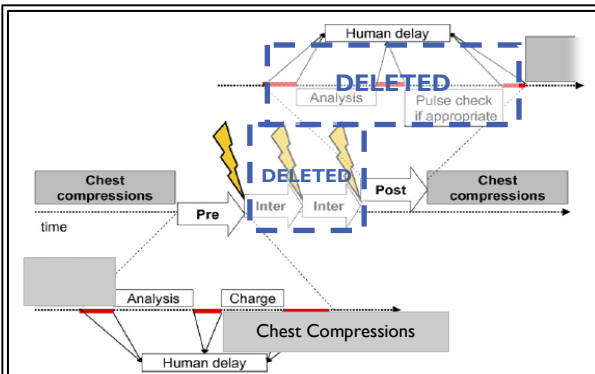 Human delay
DELETED
Analysis
Pulse check
if appropriate
DELETED
Chest
compressions
Pre
Inter
Inter
Post
Chest
compressions
time
Analysis
Charge
Chest Compressions
Human delay